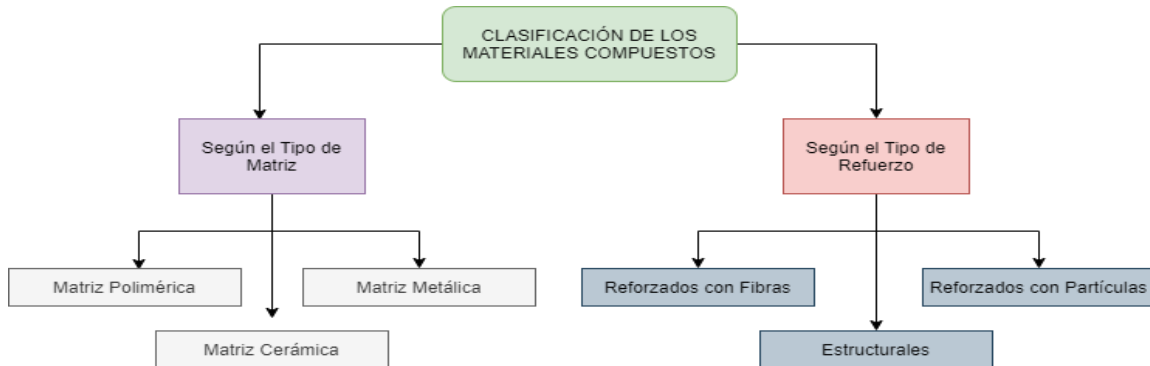 CLASIFICACIÓN DE LOS
MATERIALES COMPUESTOS
Según el Tipo de
Matriz
Según el Tipo de
Refuerzo
Matriz Polimérica
Matriz Metálica
Reforzados con Fibras
Reforzados con Partículas
Matriz Cerámica
Estructurales